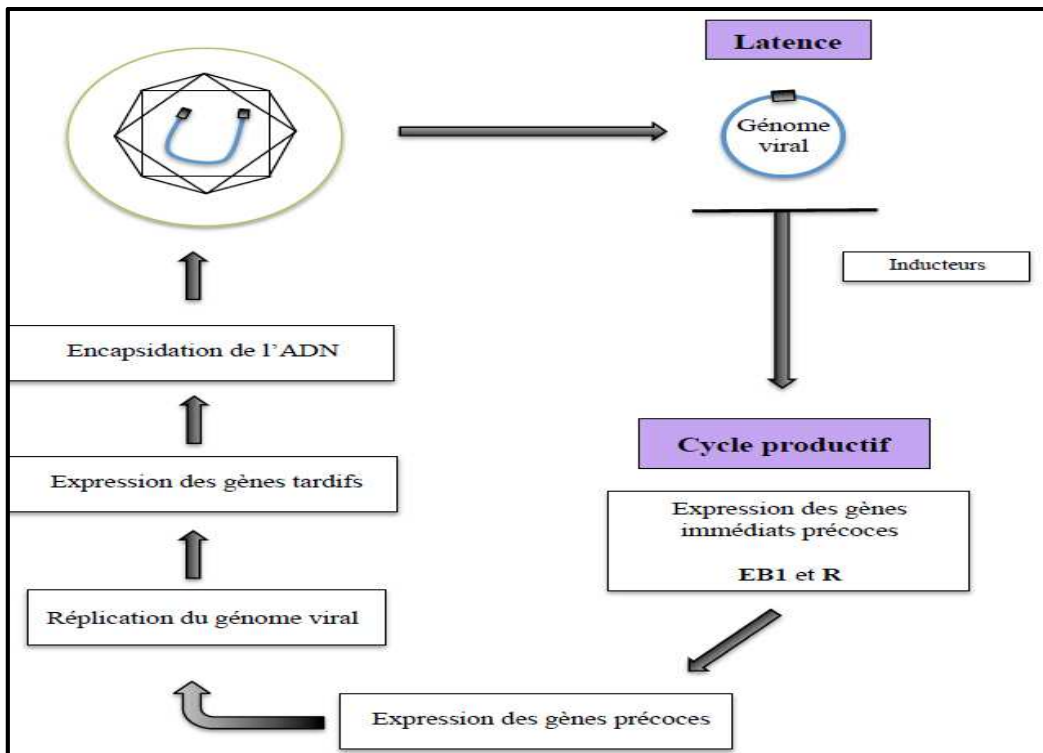 Latence
Génome
viral
Inducteurs
Cycle productif
Expression des gènes
immédiats précoces
EB1 et R
Expression des gènes précoces
Réplication du génome viral
Expression des gènes tardifs
Encapsidation de l'ADN